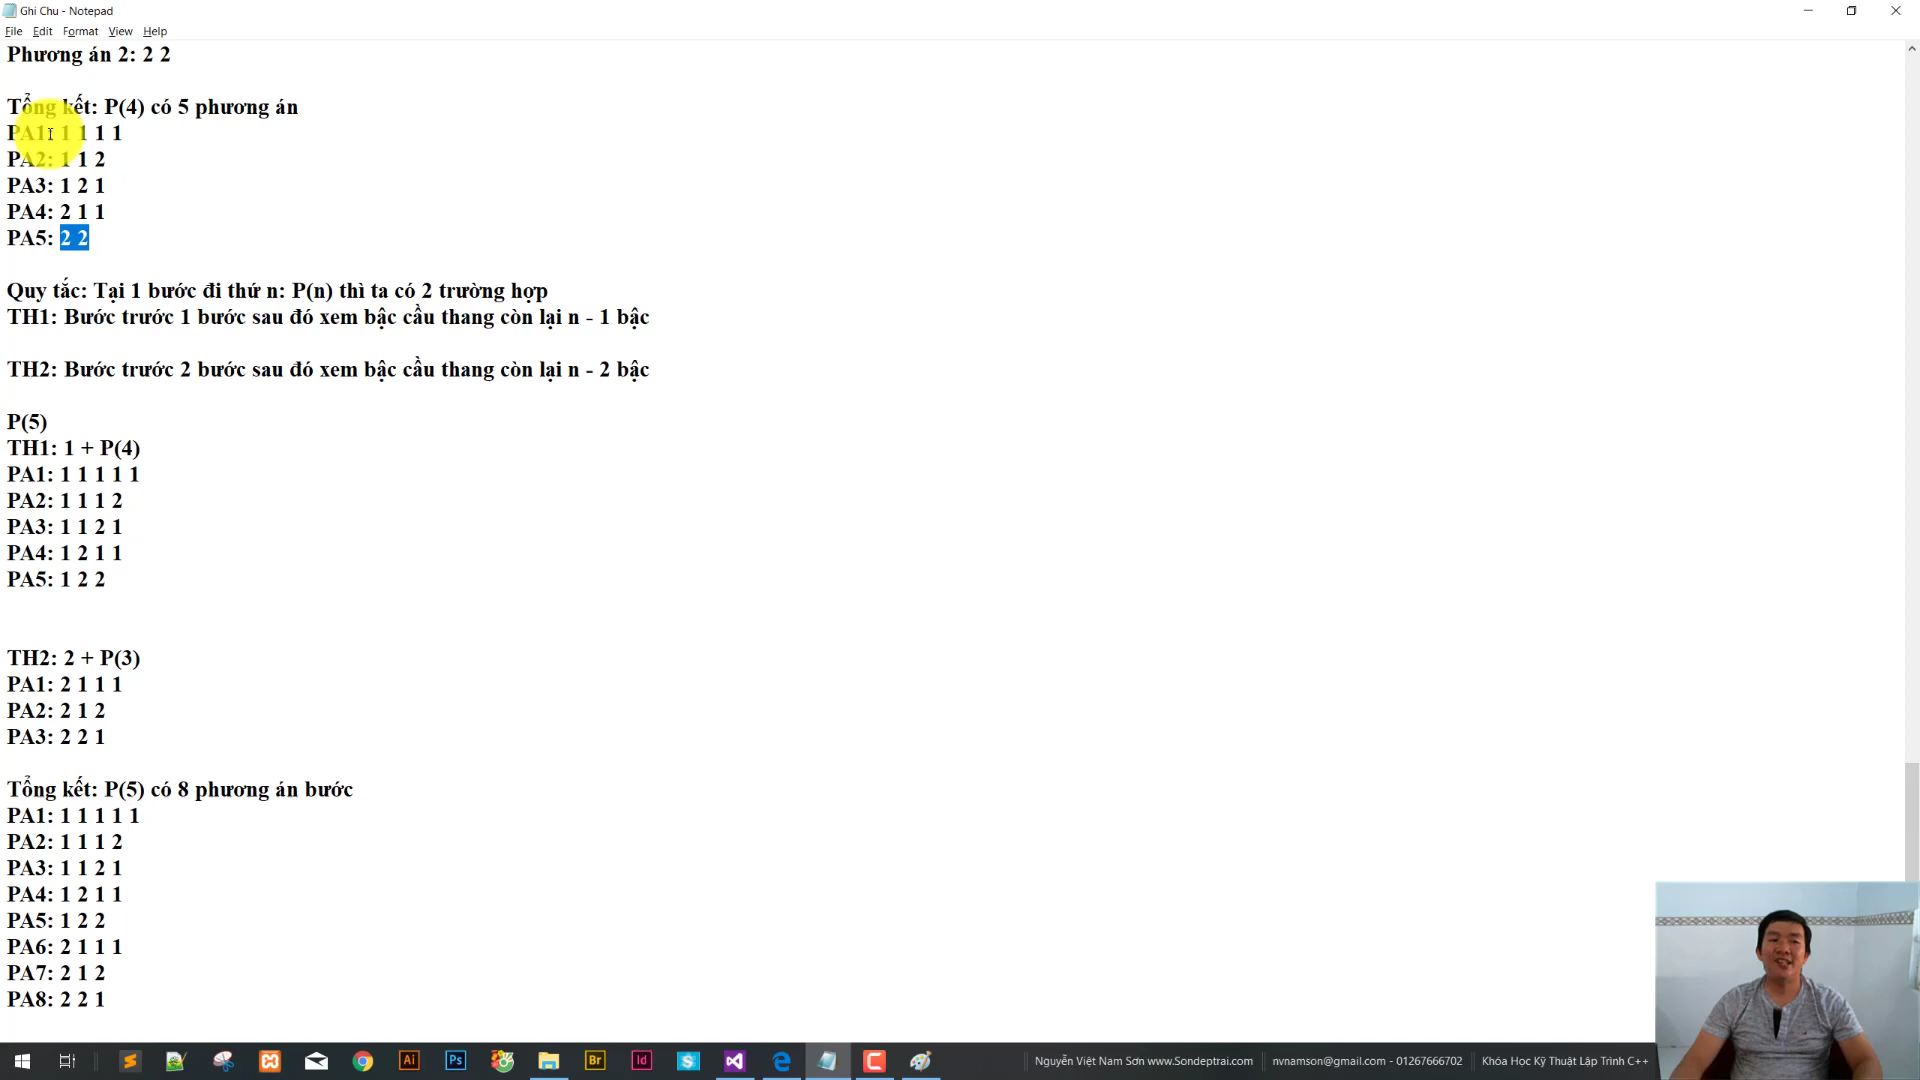 Ghi Chu - Notepad
File Edit Format View Help
Phương án 2: 2 2
Tổng kết: P(4) có 5 phương án
PA1: 1 1 1 1
PA2: 1 1 2
PA3: 1 2 1
PA4: 2 1 1
PA5: 2 2
Quy tắc: Tại 1 bước đi thứ n: P(n) thì ta có 2 trường hợp
TH1: Bước trước 1 bước sau đó xem bậc cầu thang còn lại n - 1 bậc
TH2: Bước trước 2 bước sau đó xem bậc cầu thang còn lại n - 2 bậc
P(5)
TH1: 1 + P(4)
PA1: 1 1 1 1 1
PA2: 1 1 1 2
PA3: 1 1 2 1
PA4: 1 2 1 1
PA5: 1 2 2
TH2: 2 + P(3)
PA1: 2 1 1 1
PA2: 2 1 2
PA3: 2 2 1
Tổng kết: P(5) có 8 phương án bước
PA1: 1 1 1 1 1
PA2: 1 1 1 2
PA3: 1 1 2 1
PA4: 1 2 1 1
PA5: 1 2 2
PA6: 2 1 1 1
PA7: 2 1 2
PA8: 2 2 1
Ai Ps Br Id
Nguyễn Việt Nam Sơn www.Sondeptrai.com nvnamson@gmail.com - 01267666702 Khóa Học Kỹ Thuật Lập Trình C++